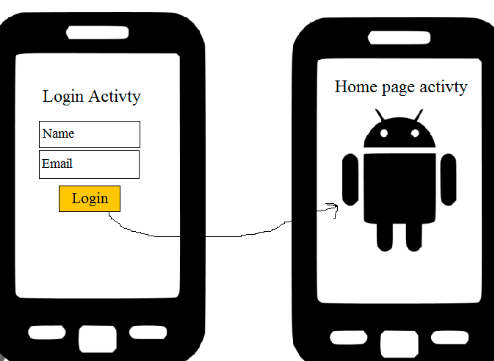 Login Activty
Name
Email
Login
Home page activty